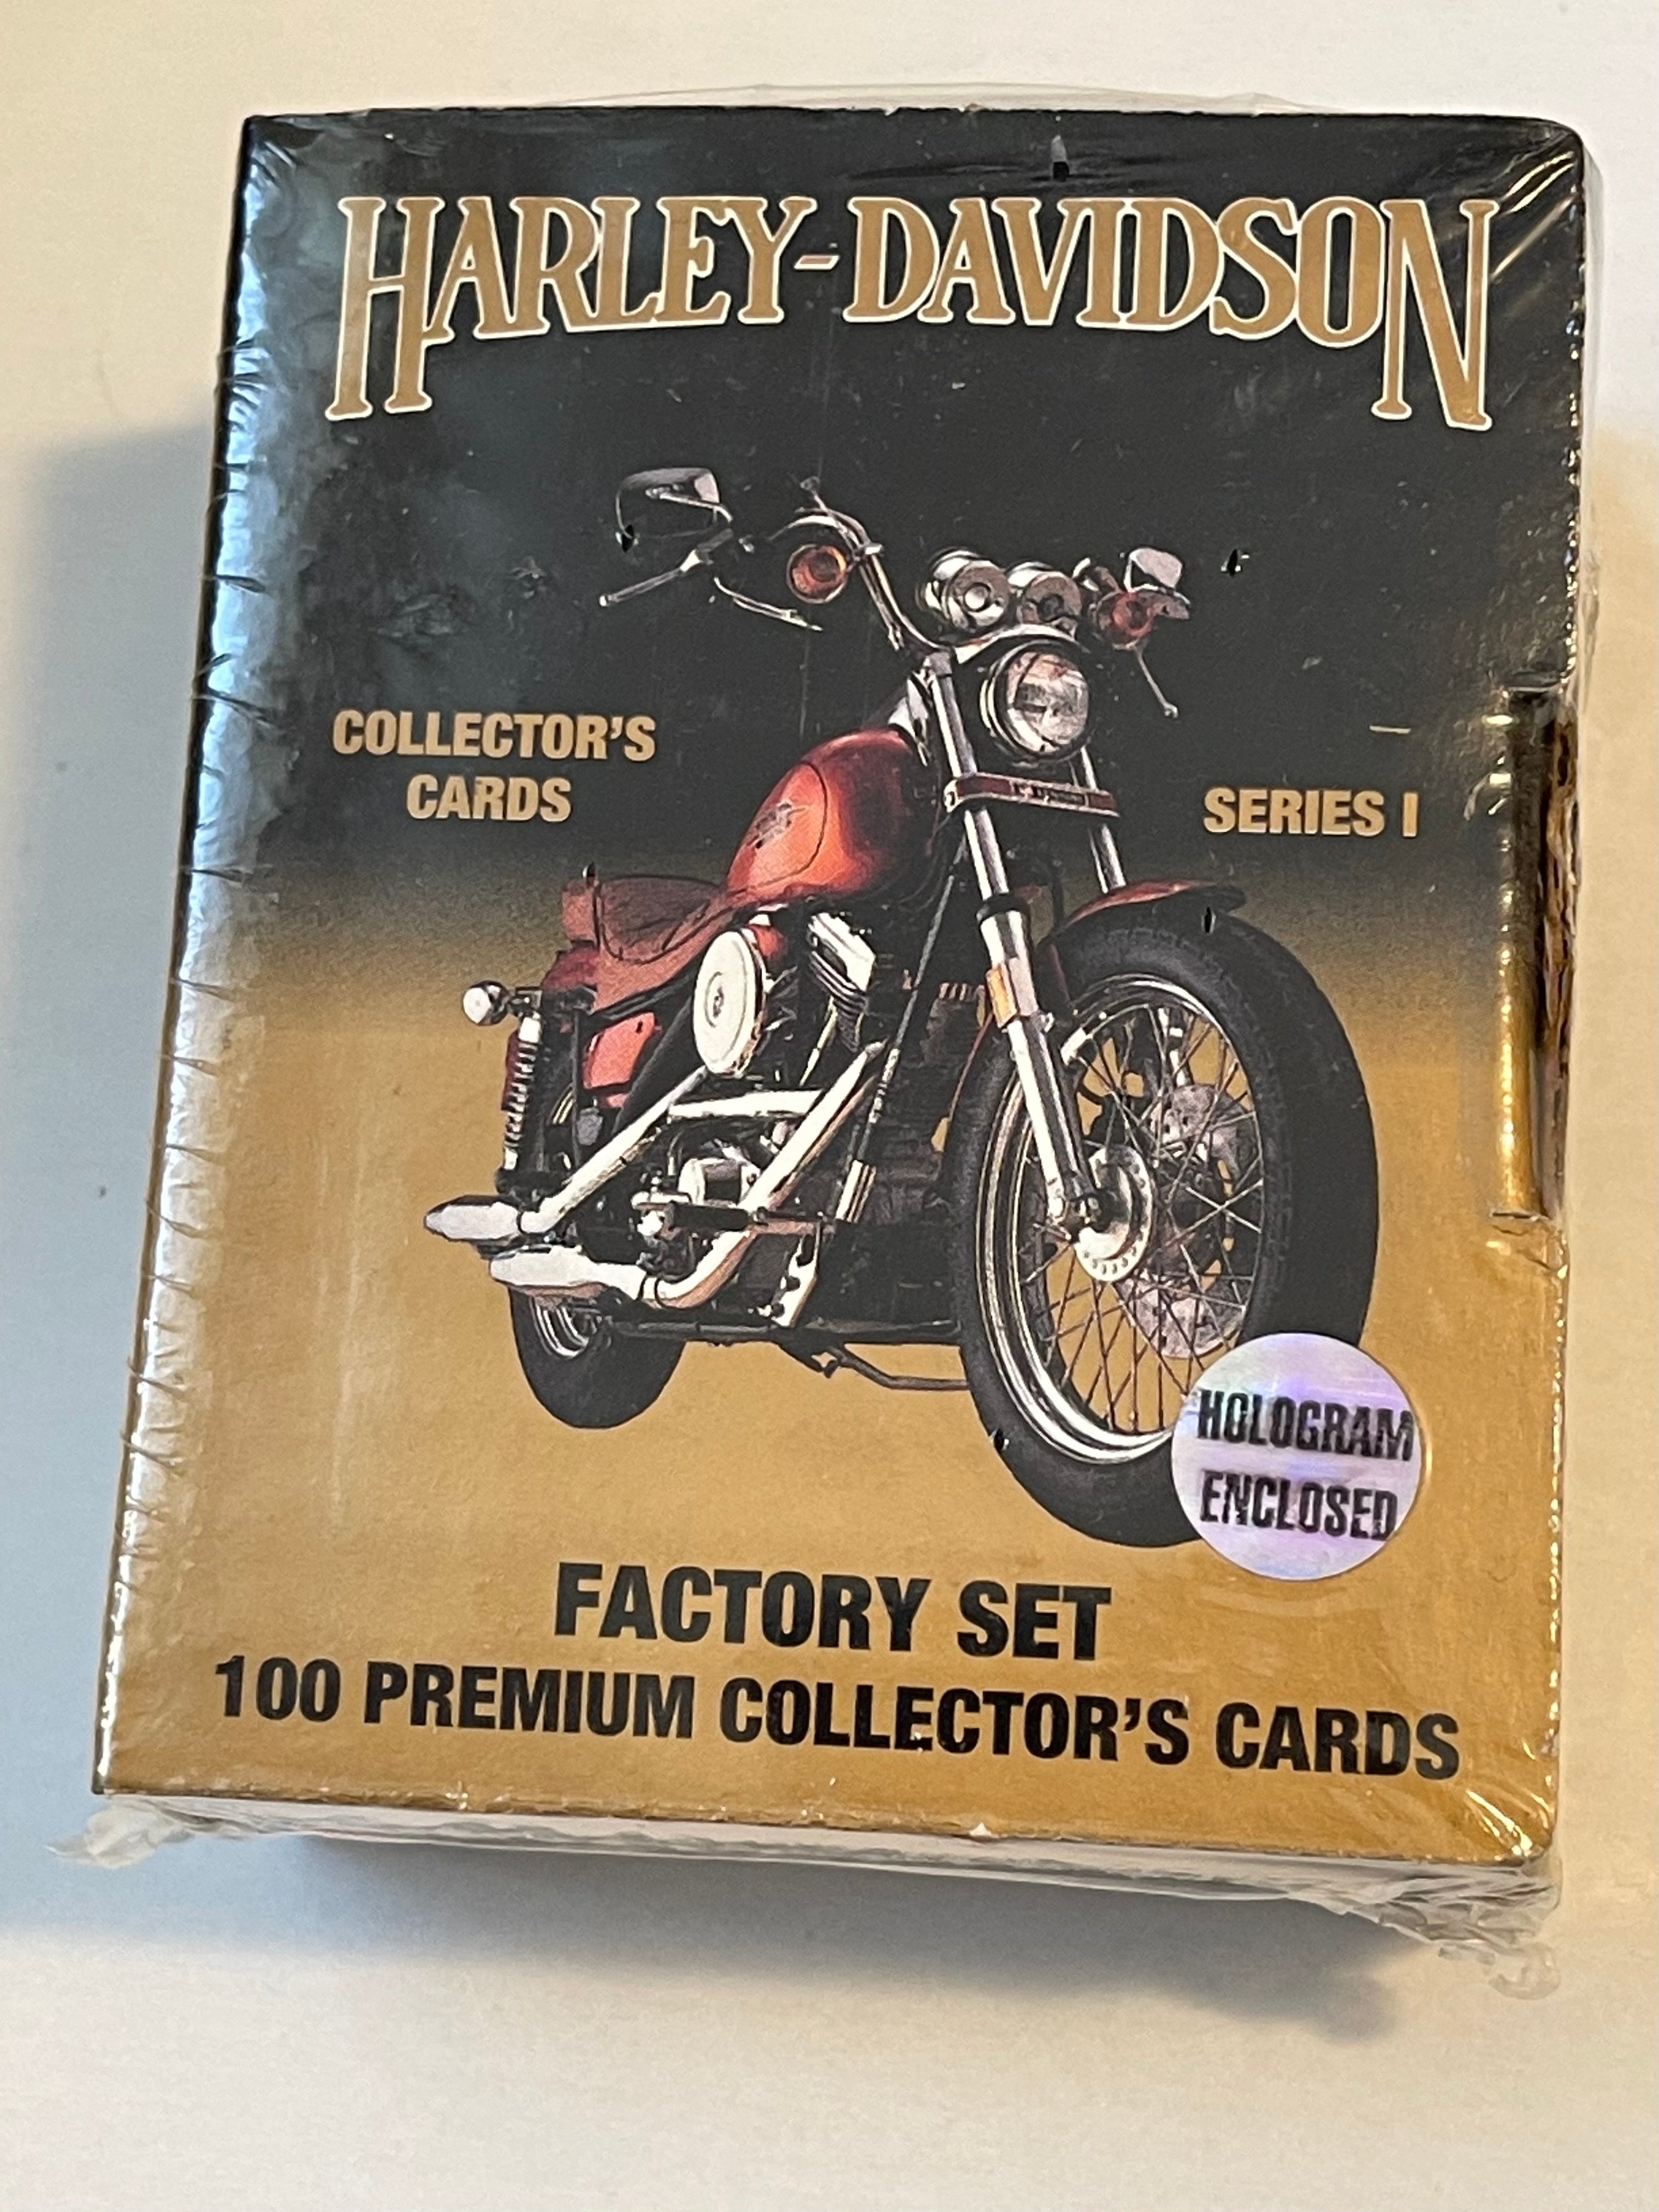 HARLEY-DAVIDSON
COLLECTOR'S
CARDS
SERIES I
HOLOGRAM
ENCLOSED
FACTORY SET
100 PREMIUM COLLECTOR'S CARDS